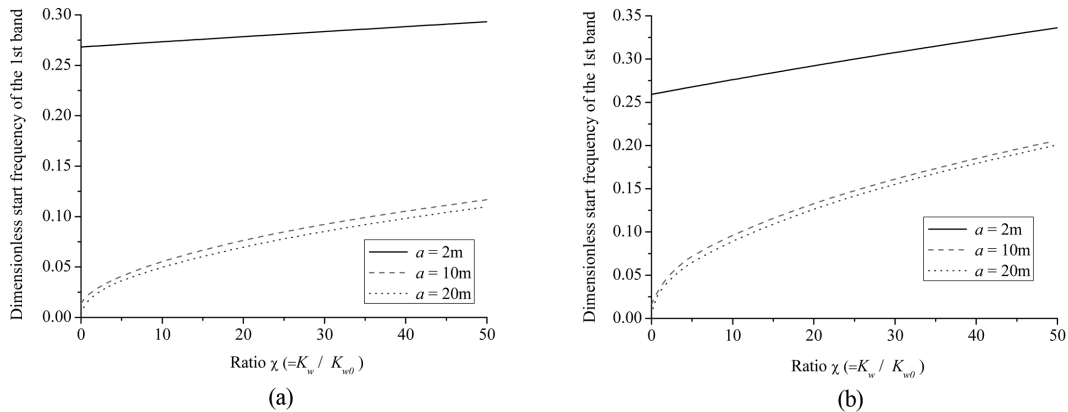 Dimensionless start frequency of the 1st band
0.30
0.25
0.20
0.15
0.10
0.05
0.00
a = 2m
a = 10m
a = 20m
0 10 20 30 40 50
Ratio χ (=Kw / Kw0)
(a)
Dimensionless start frequency of the 1st band
0.35
0.30
0.25
0.20
0.15
0.10
0.05
0.00
a = 2m
a = 10m
a = 20m
0 10 20 30 40 50
Ratio χ (=Kw / Kw0)
(b)